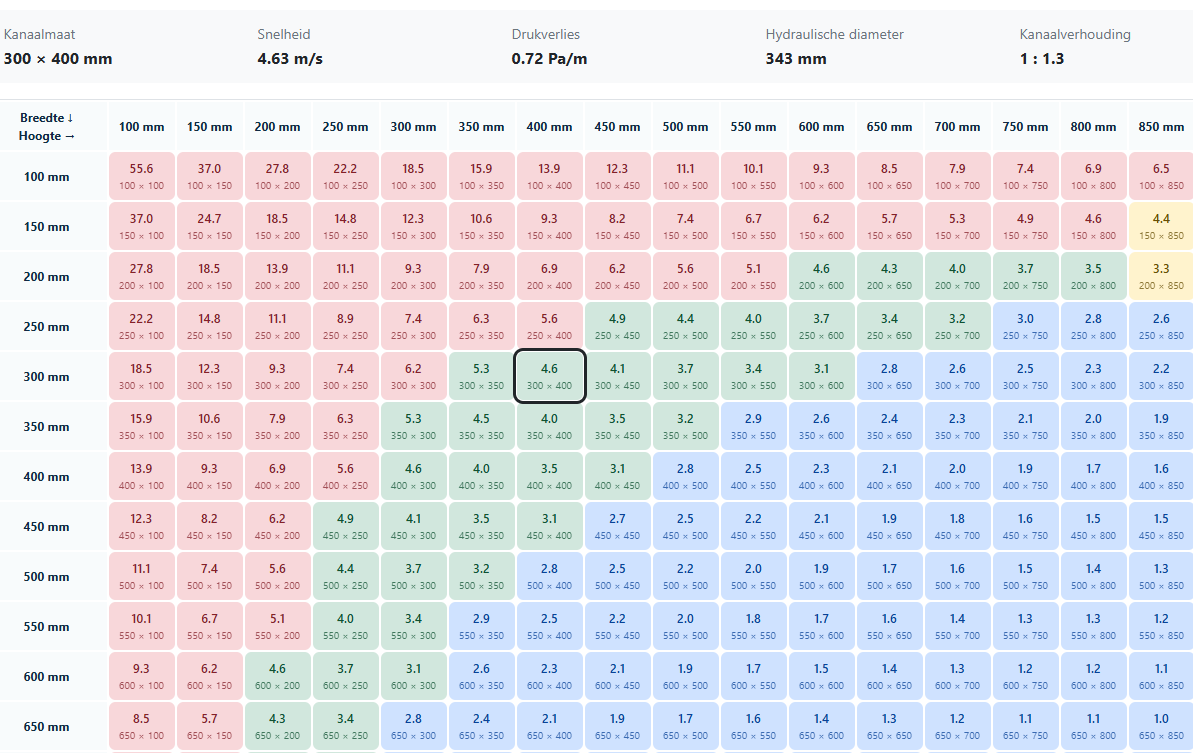 Kanaalmaat Snelheid Drukverlies Hydraulische diameter Kanaalverhouding
300 × 400 mm 4.63 m/s 0.72 Pa/m 343 mm 1 : 1.3
Breedte ↓
Hoogte → 100 mm 150 mm 200 mm 250 mm 300 mm 350 mm 400 mm 450 mm 500 mm 550 mm 600 mm 650 mm 700 mm 750 mm 800 mm 850 mm
100 mm 55.6 37.0 27.8 22.2 18.5 15.9 13.9 12.3 11.1 10.1 9.3 8.5 7.9 7.4 6.9 6.5
100 × 100 100 × 150 100 × 200 100 × 250 100 × 300 100 × 350 100 × 400 100 × 450 100 × 500 100 × 550 100 × 600 100 × 650 100 × 700 100 × 750 100 × 800 100 × 850
150 mm 37.0 24.7 18.5 14.8 12.3 10.6 9.3 8.2 7.4 6.7 6.2 5.7 5.3 4.9 4.6 4.4
150 × 100 150 × 150 150 × 200 150 × 250 150 × 300 150 × 350 150 × 400 150 × 450 150 × 500 150 × 550 150 × 600 150 × 650 150 × 700 150 × 750 150 × 800 150 × 850
200 mm 27.8 18.5 13.9 11.1 9.3 7.9 6.9 6.2 5.6 5.1 4.6 4.3 4.0 3.7 3.5 3.3
200 × 100 200 × 150 200 × 200 200 × 250 200 × 300 200 × 350 200 × 400 200 × 450 200 × 500 200 × 550 200 × 600 200 × 650 200 × 700 200 × 750 200 × 800 200 × 850
250 mm 22.2 14.8 11.1 8.9 7.4 6.3 5.6 4.9 4.4 4.0 3.7 3.4 3.2 3.0 2.8 2.6
250 × 100 250 × 150 250 × 200 250 × 250 250 × 300 250 × 350 250 × 400 250 × 450 250 × 500 250 × 550 250 × 600 250 × 650 250 × 700 250 × 750 250 × 800 250 × 850
300 mm 18.5 12.3 9.3 7.4 6.2 5.3 4.6 4.1 3.7 3.4 3.1 2.8 2.6 2.5 2.3 2.2
300 × 100 300 × 150 300 × 200 300 × 250 300 × 300 300 × 350 300 × 400 300 × 450 300 × 500 300 × 550 300 × 600 300 × 650 300 × 700 300 × 750 300 × 800 300 × 850
350 mm 15.9 10.6 7.9 6.3 5.3 4.5 4.0 3.5 3.2 2.9 2.6 2.4 2.3 2.1 2.0 1.9
350 × 100 350 × 150 350 × 200 350 × 250 350 × 300 350 × 350 350 × 400 350 × 450 350 × 500 350 × 550 350 × 600 350 × 650 350 × 700 350 × 750 350 × 800 350 × 850
400 mm 13.9 9.3 6.9 5.6 4.6 4.0 3.5 3.1 2.8 2.5 2.3 2.1 2.0 1.9 1.7 1.6
400 × 100 400 × 150 400 × 200 400 × 250 400 × 300 400 × 350 400 × 400 400 × 450 400 × 500 400 × 550 400 × 600 400 × 650 400 × 700 400 × 750 400 × 800 400 × 850
450 mm 12.3 8.2 6.2 4.9 4.1 3.5 3.1 2.7 2.5 2.2 2.1 1.9 1.8 1.6 1.5 1.5
450 × 100 450 × 150 450 × 200 450 × 250 450 × 300 450 × 350 450 × 400 450 × 450 450 × 500 450 × 550 450 × 600 450 × 650 450 × 700 450 × 750 450 × 800 450 × 850
500 mm 11.1 7.4 5.6 4.4 3.7 3.2 2.8 2.5 2.2 2.0 1.9 1.7 1.6 1.5 1.4 1.3
500 × 100 500 × 150 500 × 200 500 × 250 500 × 300 500 × 350 500 × 400 500 × 450 500 × 500 500 × 550 500 × 600 500 × 650 500 × 700 500 × 750 500 × 800 500 × 850
550 mm 10.1 6.7 5.1 4.0 3.4 2.9 2.5 2.2 2.0 1.8 1.7 1.6 1.4 1.3 1.3 1.2
550 × 100 550 × 150 550 × 200 550 × 250 550 × 300 550 × 350 550 × 400 550 × 450 550 × 500 550 × 550 550 × 600 550 × 650 550 × 700 550 × 750 550 × 800 550 × 850
600 mm 9.3 6.2 4.6 3.7 3.1 2.6 2.3 2.1 1.9 1.7 1.5 1.4 1.3 1.2 1.2 1.1
600 × 100 600 × 150 600 × 200 600 × 250 600 × 300 600 × 350 600 × 400 600 × 450 600 × 500 600 × 550 600 × 600 600 × 650 600 × 700 600 × 750 600 × 800 600 × 850
650 mm 8.5 5.7 4.3 3.4 2.8 2.4 2.1 1.9 1.7 1.6 1.4 1.3 1.2 1.1 1.1 1.0
650 × 100 650 × 150 650 × 200 650 × 250 650 × 300 650 × 350 650 × 400 650 × 450 650 × 500 650 × 550 650 × 600 650 × 650 650 × 700 650 × 750 650 × 800 650 × 850